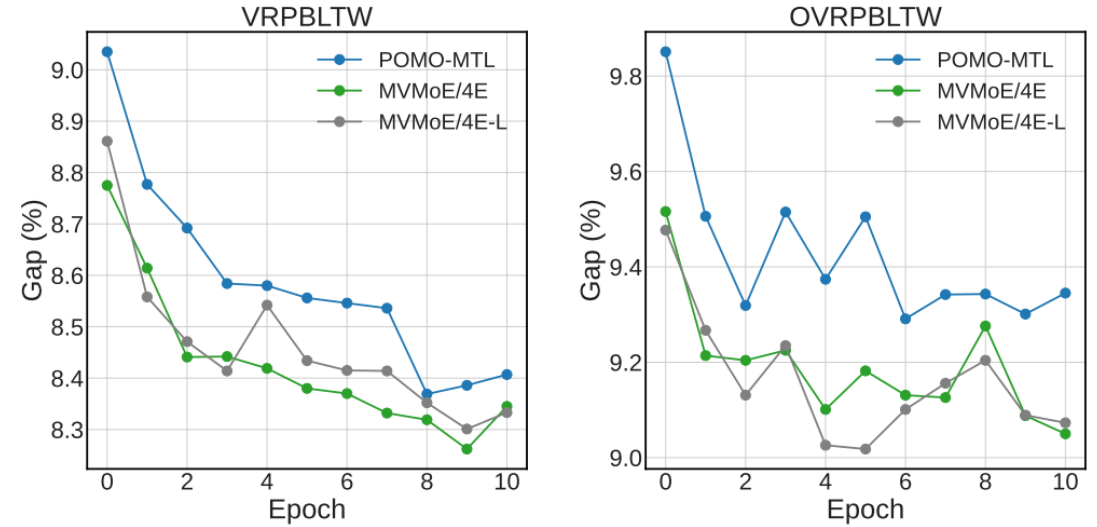 VRPBLTW
Gap (%)
9.0
8.9
8.8
8.7
8.6
8.5
8.4
8.3
POMO-MTL
MVMoE/4E
MVMoE/4E-L
0 2 4 6 8 10
Epoch
OVRPBLTW
Gap (%)
9.8
9.6
9.4
9.2
9.0
POMO-MTL
MVMoE/4E
MVMoE/4E-L
0 2 4 6 8 10
Epoch